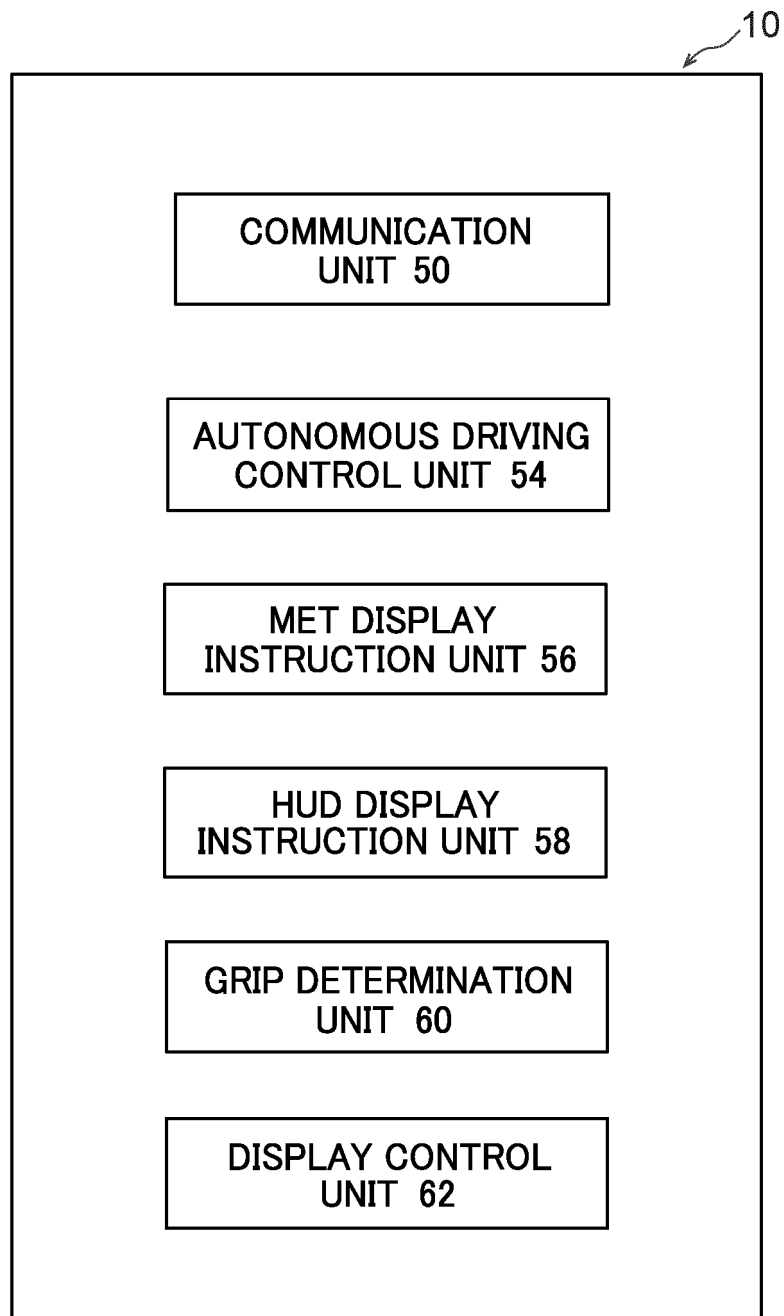 10
COMMUNICATION
UNIT 50
AUTONOMOUS DRIVING
CONTROL UNIT 54
MET DISPLAY
INSTRUCTION UNIT 56
HUD DISPLAY
INSTRUCTION UNIT 58
GRIP DETERMINATION
UNIT 60
DISPLAY CONTROL
UNIT 62